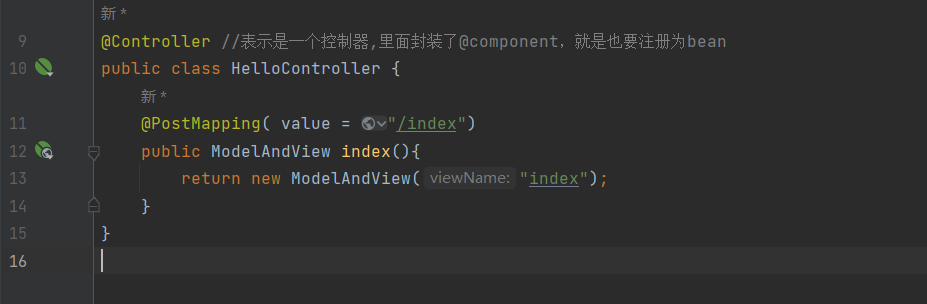 新 *
9 @Controller //表示是一个控制器,里面封装了@component，就是也要注册为bean
10 public class HelloController {
新 *
11 @PostMapping( value = "/index")
12 public ModelAndView index(){
13 return new ModelAndView( viewName: "index");
14 }
15 }
16